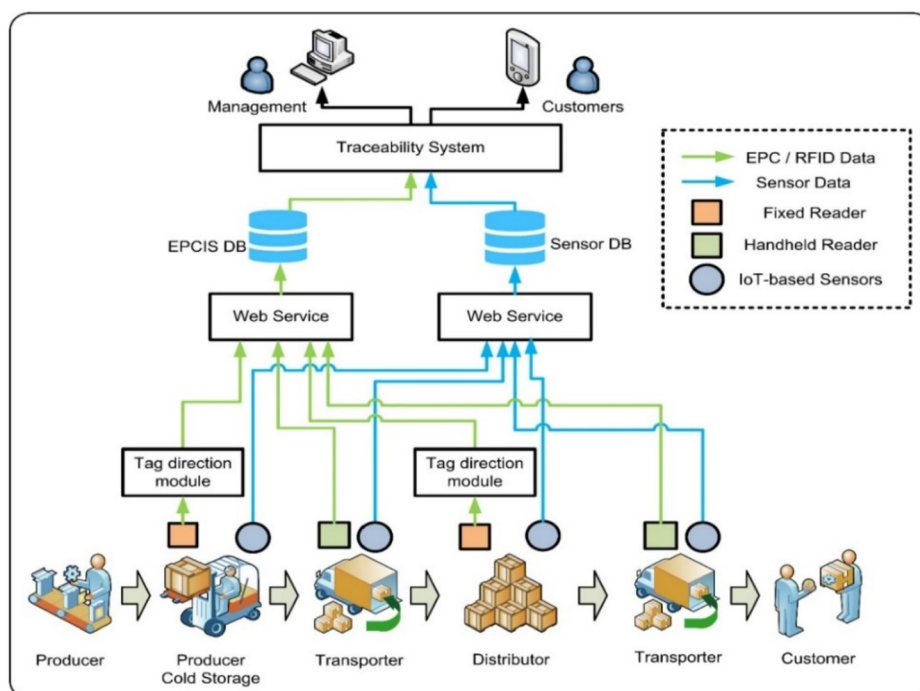 Management
Customers
Traceability System
EPC / RFID Data
Sensor Data
Fixed Reader
Handheld Reader
IoT-based Sensors
EPCIS DB
Sensor DB
Web Service
Web Service
Tag direction
module
Tag direction
module
Producer
Producer
Cold Storage
Transporter
Distributor
Transporter
Customer